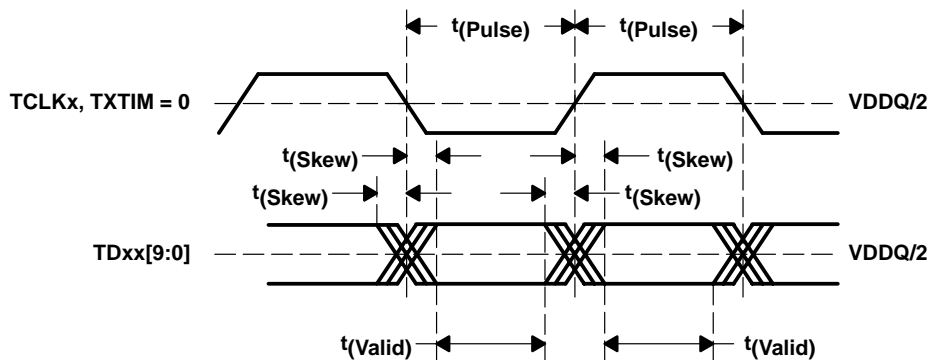 t(Pulse) t(Pulse)
TCLKx, TXTIM = 0 VDDQ/2
t(Skew) t(Skew)
t(Skew) t(Skew)
TDxx[9:0] VDDQ/2
t(Valid) t(Valid)